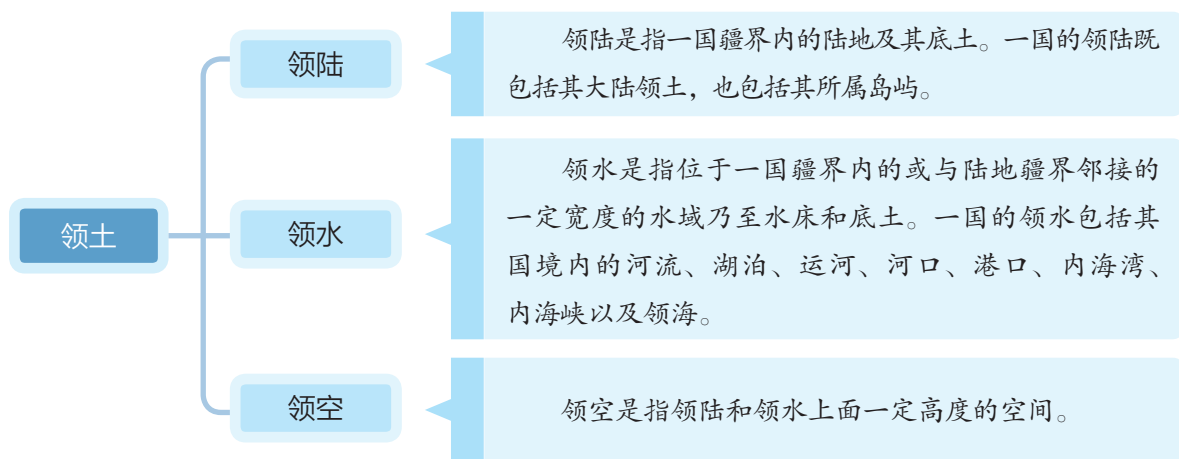 领土
领陆
领陆是指一国疆界内的陆地及其底土。一国的领陆既
包括其大陆领土，也包括其所属岛屿。
领水
领水是指位于一国疆界内的或与陆地疆界邻接的
一定宽度的水域乃至水床和底土。一国的领水包括其
国境内的河流、湖泊、运河、河口、港口、内海湾、
内海峡以及领海。
领空
领空是指领陆和领水上面一定高度的空间。